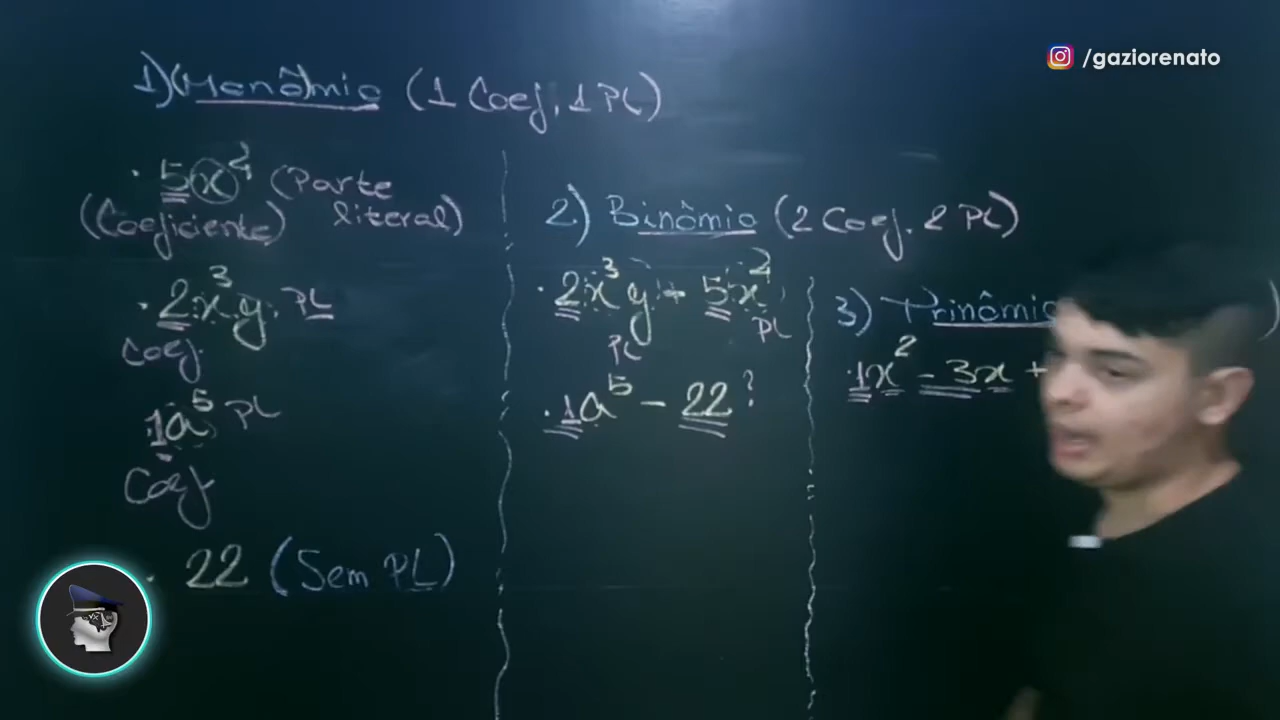 /gaziorenato
1) Monômio (1 Coef, 1 PL)
· 5x² (Parte
(Coeficiente) literal)
· 2x³y PL
Coef
1a⁵ PL
Coef
· 22 (Sem PL)
2) Binômio (2 Coef, 2 PL)
· 2x³y + 5x²
PL PL
· 1a⁵ - 22 ?
3) Trinômio )
· 1x² - 3x +